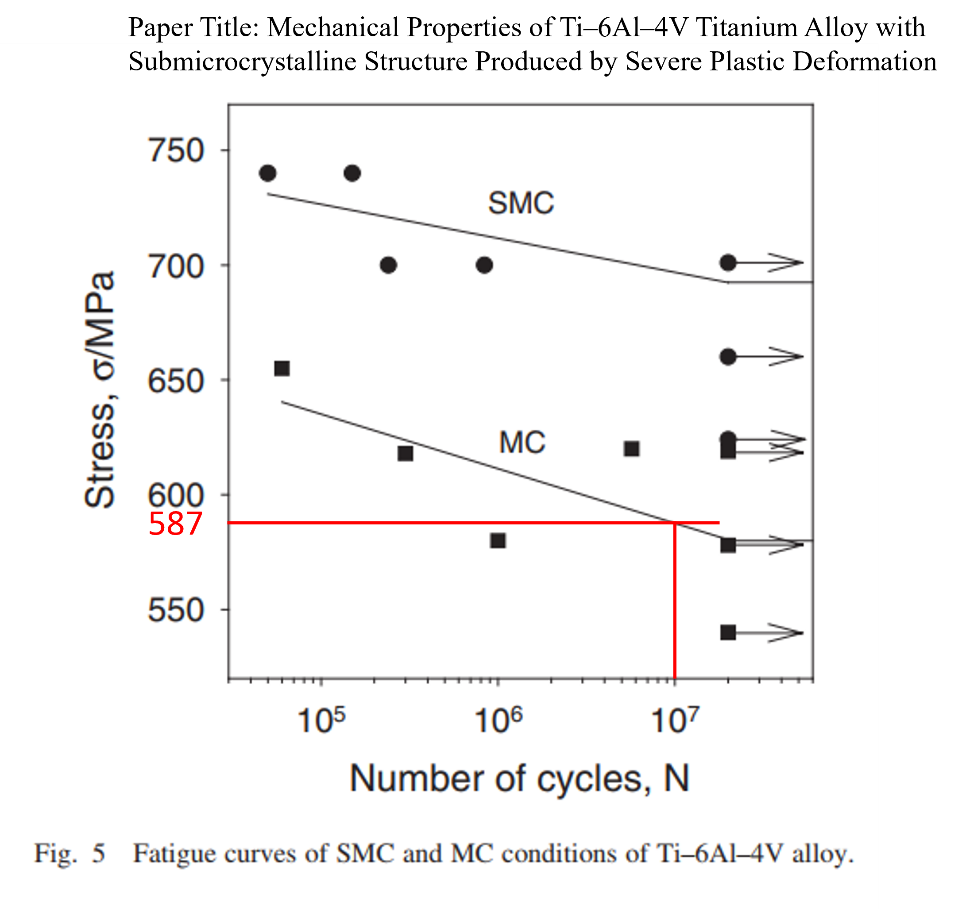 Paper Title: Mechanical Properties of Ti–6Al–4V Titanium Alloy with
Submicrocrystalline Structure Produced by Severe Plastic Deformation
750
SMC
700
650
MC
600
587
550
Stress, σ/MPa
10⁵ 10⁶ 10⁷
Number of cycles, N
Fig. 5 Fatigue curves of SMC and MC conditions of Ti–6Al–4V alloy.